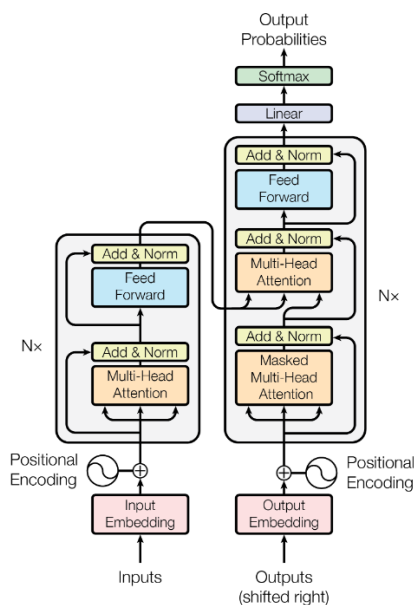 Output
Probabilities
Softmax
Linear
Add & Norm
Feed
Forward
Add & Norm
Multi-Head
Attention
Nx
Add & Norm
Masked
Multi-Head
Attention
Add & Norm
Feed
Forward
Nx
Add & Norm
Multi-Head
Attention
Positional
Encoding
Positional
Encoding
Input
Embedding
Output
Embedding
Inputs
Outputs
(shifted right)